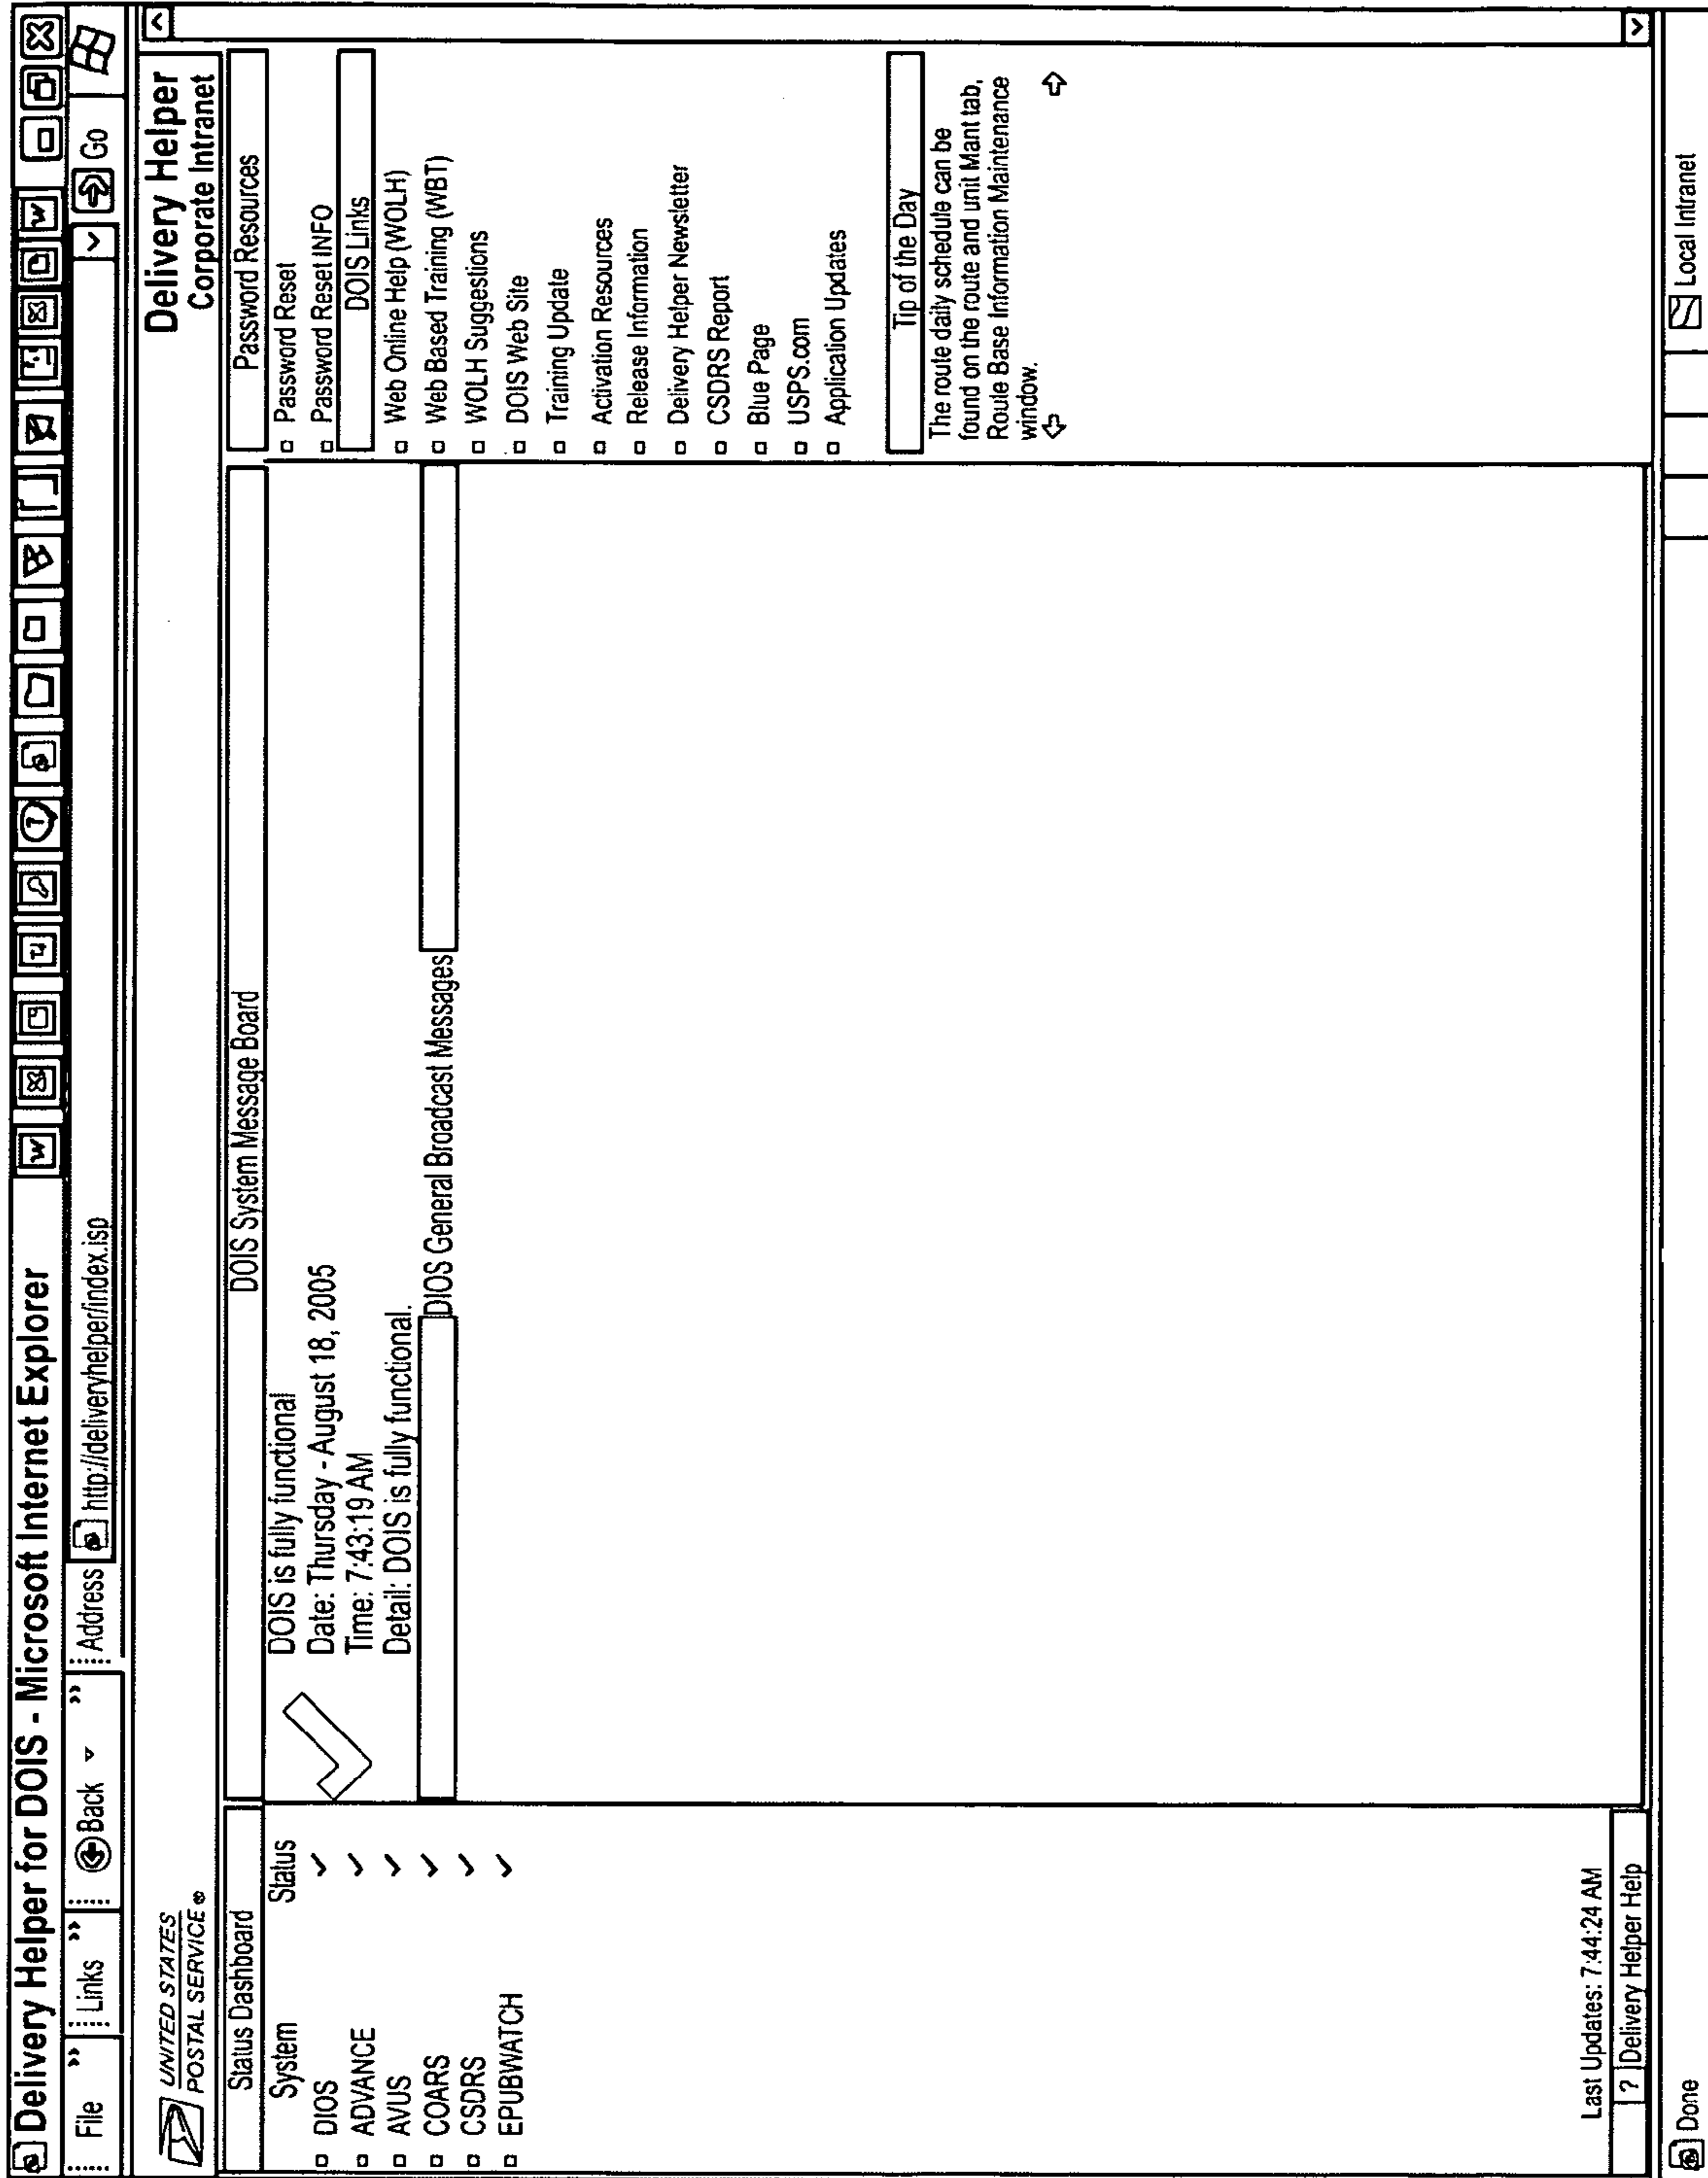 Delivery Helper for DOIS - Microsoft Internet Explorer
File » Links » Back » Address http://deliveryhelper/index.isp Go
UNITED STATES
POSTAL SERVICE ®
Delivery Helper
Corporate Intranet
Status Dashboard
System Status
DIOS
ADVANCE
AVUS
COARS
CSDRS
EPUBWATCH
Last Updates: 7:44:24 AM
? Delivery Helper Help
DOIS System Message Board
DOIS is fully functional
Date: Thursday - August 18, 2005
Time: 7:43:19 AM
Detail: DOIS is fully functional.
DIOS General Broadcast Messages
Password Resources
Password Reset
Password Reset INFO
DOIS Links
Web Online Help (WOLH)
Web Based Training (WBT)
WOLH Suggestions
DOIS Web Site
Training Update
Activation Resources
Release Information
Delivery Helper Newsletter
CSDRS Report
Blue Page
USPS.com
Application Updates
Tip of the Day
The route daily schedule can be
found on the route and unit Mant tab,
Route Base Information Maintenance
window.
Done
Local Intranet